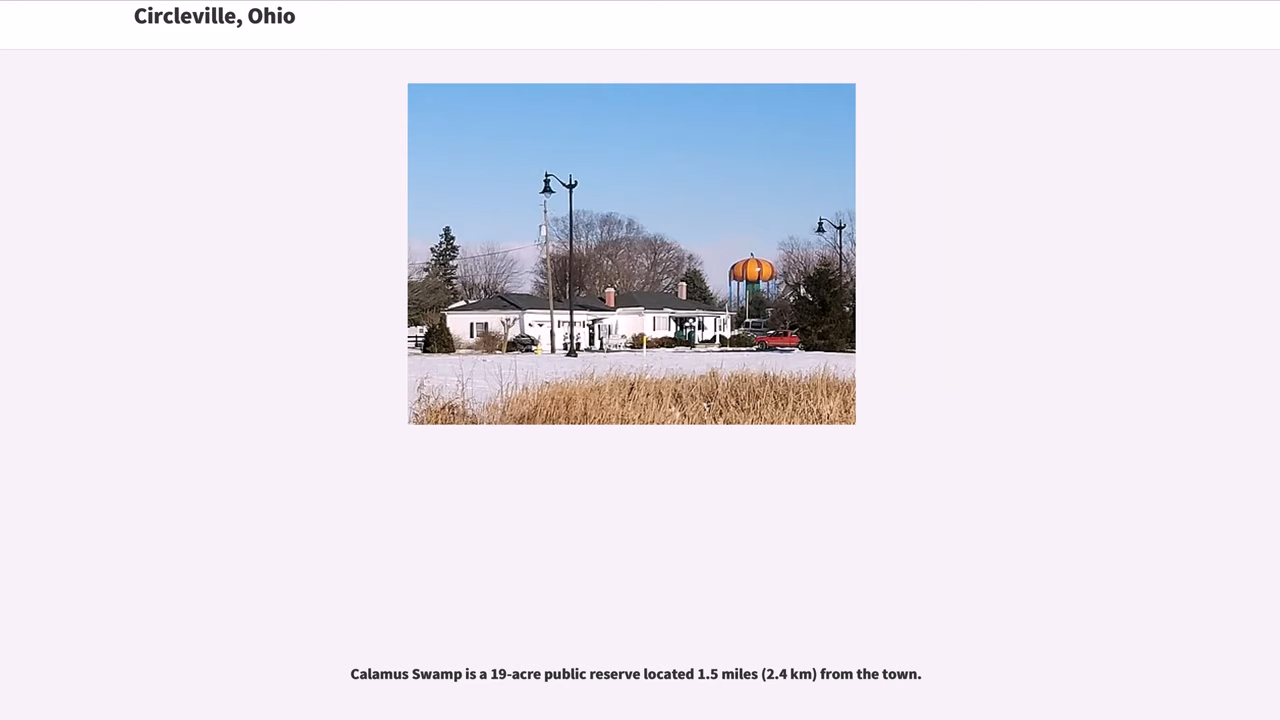 Circleville, Ohio
Calamus Swamp is a 19-acre public reserve located 1.5 miles (2.4 km) from the town.